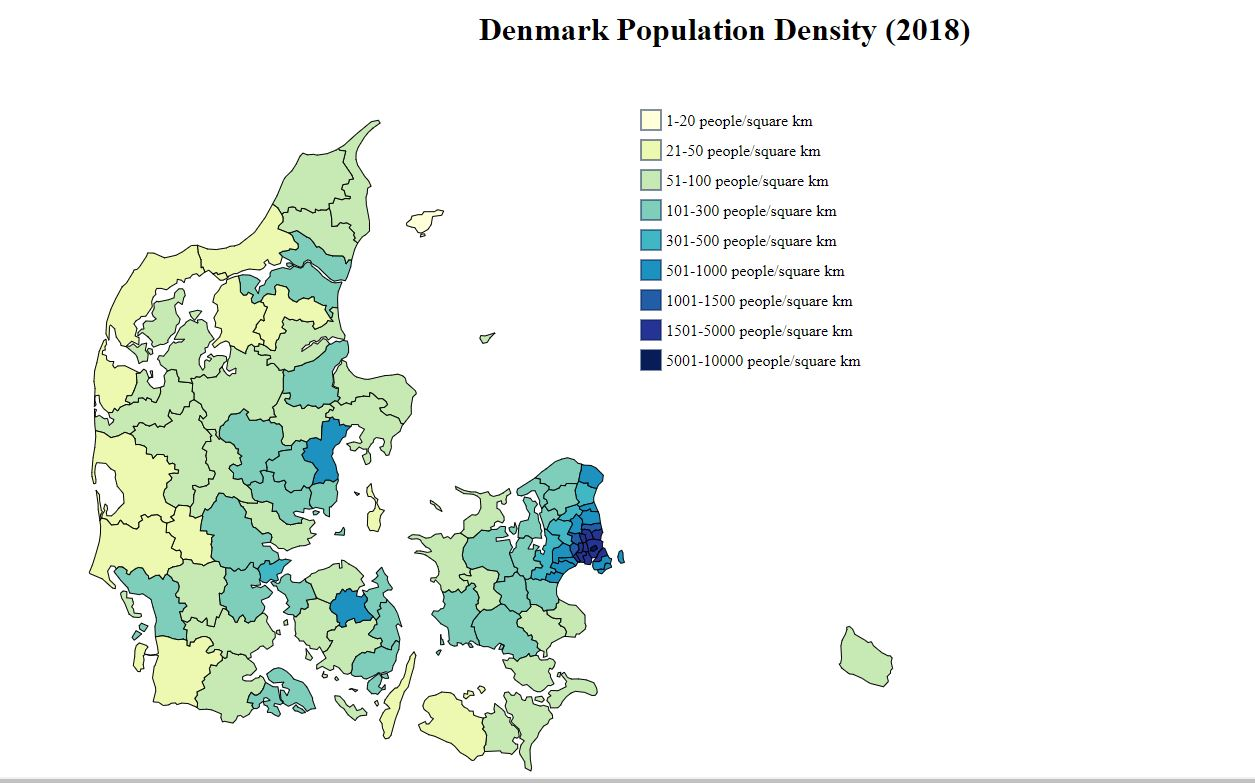 Denmark Population Density (2018)
1-20 people/square km
21-50 people/square km
51-100 people/square km
101-300 people/square km
301-500 people/square km
501-1000 people/square km
1001-1500 people/square km
1501-5000 people/square km
5001-10000 people/square km